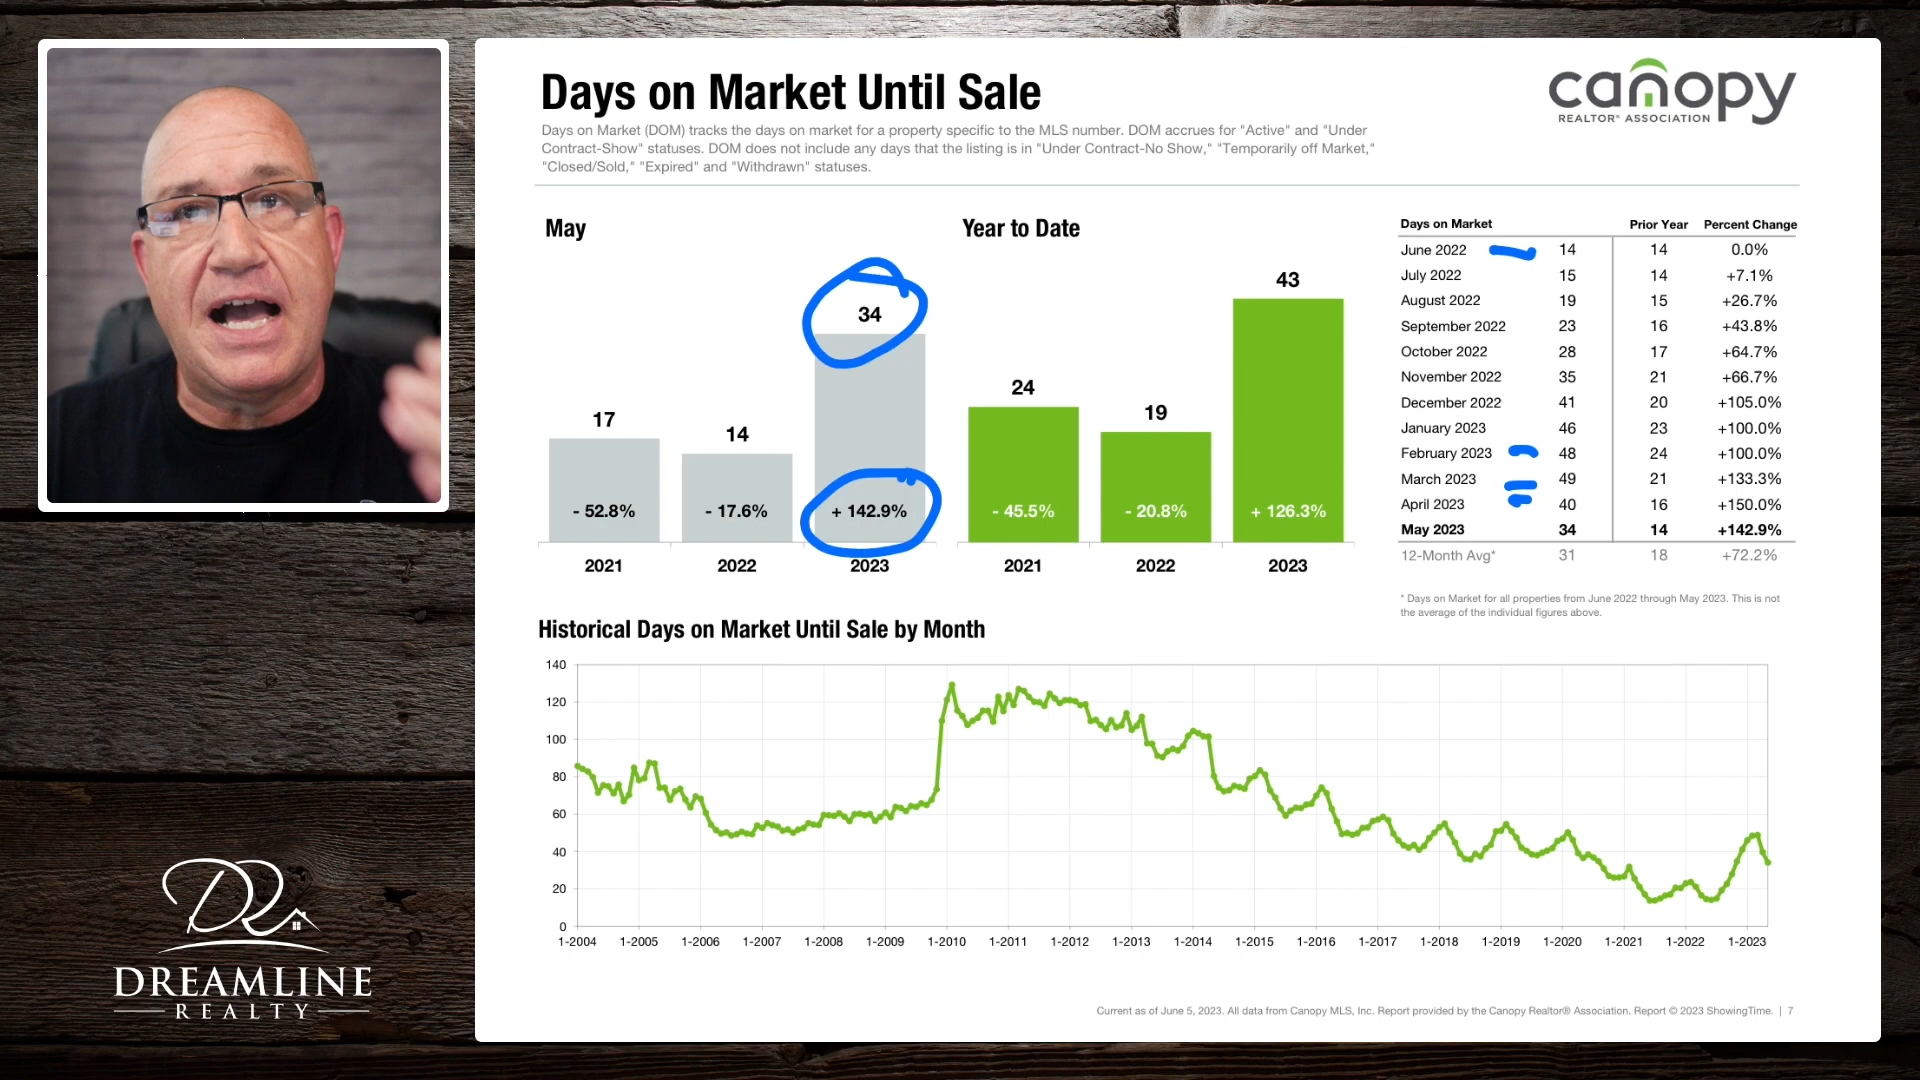 Days on Market Until Sale
canopy
REALTOR® ASSOCIATION
Days on Market (DOM) tracks the days on market for a property specific to the MLS number. DOM accrues for "Active" and "Under
Contract-Show" statuses. DOM does not include any days that the listing is in "Under Contract-No Show," "Temporarily off Market,"
"Closed/Sold," "Expired" and "Withdrawn" statuses.
May
34
17
14
- 52.8%
- 17.6%
+ 142.9%
2021
2022
2023
Year to Date
43
24
19
- 45.5%
- 20.8%
+ 126.3%
2021
2022
2023
Days on Market Prior Year Percent Change
June 2022 14 14 0.0%
July 2022 15 14 +7.1%
August 2022 19 15 +26.7%
September 2022 23 16 +43.8%
October 2022 28 17 +64.7%
November 2022 35 21 +66.7%
December 2022 41 20 +105.0%
January 2023 46 23 +100.0%
February 2023 48 24 +100.0%
March 2023 49 21 +133.3%
April 2023 40 16 +150.0%
May 2023 34 14 +142.9%
12-Month Avg* 31 18 +72.2%
* Days on Market for all properties from June 2022 through May 2023. This is not
the average of the individual figures above.
Historical Days on Market Until Sale by Month
140
120
100
80
60
40
20
0
1-2004 1-2005 1-2006 1-2007 1-2008 1-2009 1-2010 1-2011 1-2012 1-2013 1-2014 1-2015 1-2016 1-2017 1-2018 1-2019 1-2020 1-2021 1-2022 1-2023
Current as of June 5, 2023. All data from Canopy MLS, Inc. Report provided by the Canopy Realtor® Association. Report © 2023 ShowingTime. | 7
DR
DREAMLINE
REALTY